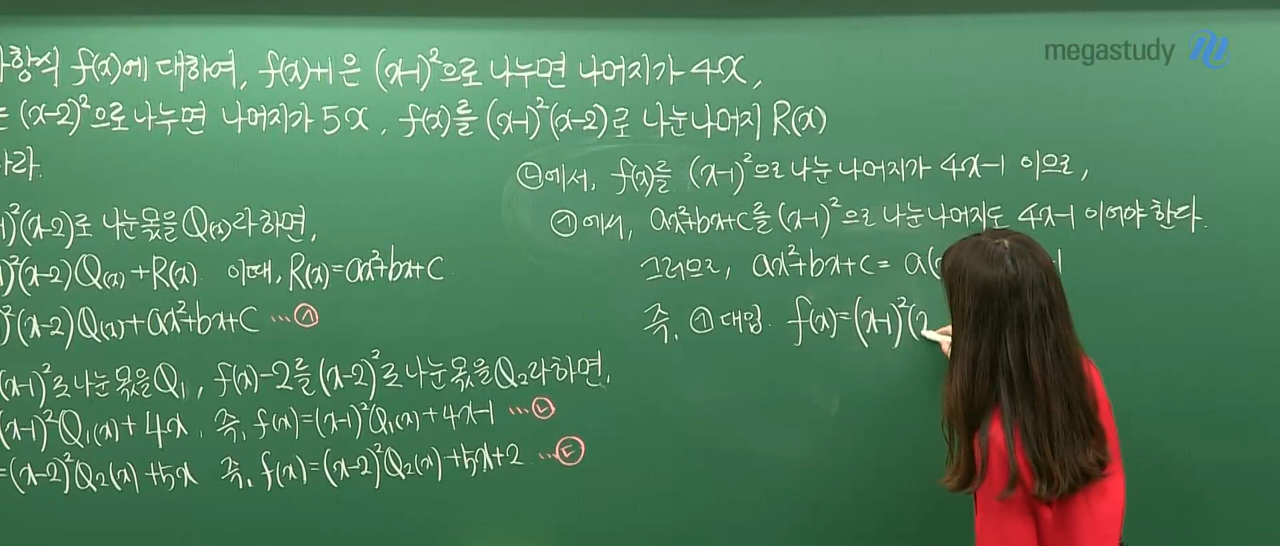 megastudy
항식 f(x)에 대하여, f(x)+1은 (x-1)²으로 나누면 나머지가 4x,
는 (x-2)²으로 나누면 나머지가 5x, f(x)를 (x-1)²(x-2)로 나눈 나머지 R(x)
하라.
)²(x-2)로 나눈 몫을 Q(x)라 하면,
)²(x-2)Q(x)+R(x) 이때, R(x)=ax²+bx+c
)²(x-2)Q(x)+ax²+bx+c …㉠
(x-1)²로 나눈 몫을 Q₁, f(x)-2를 (x-2)²로 나눈 몫을 Q₂라 하면,
(x-1)²Q₁(x)+4x, 즉, f(x)=(x-1)²Q₁(x)+4x-1 …㉡
=(x-2)²Q₂(x)+5x 즉, f(x)=(x-2)²Q₂(x)+5x+2 …㉢
㉡에서, f(x)를 (x-1)²으로 나눈 나머지가 4x-1 이므로,
㉠에서, ax²+bx+c를 (x-1)²으로 나눈 나머지도 4x-1 이어야 한다.
그러므로, ax²+bx+c = a(
즉, ㉠대입. f(x)=(x-1)²(